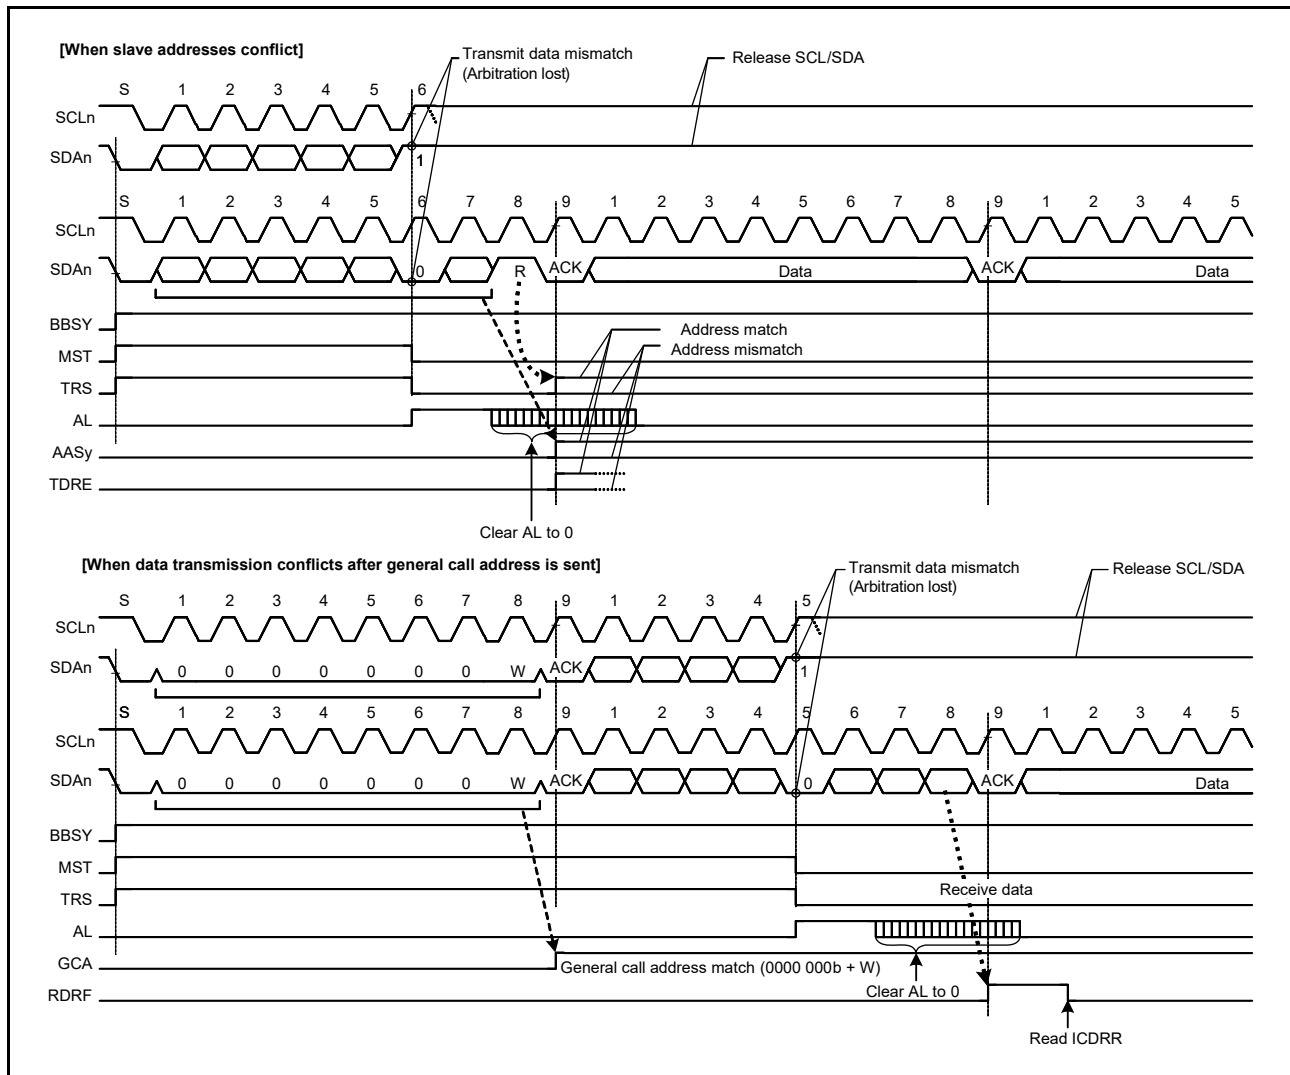 [When slave addresses conflict]
Transmit data mismatch
(Arbitration lost)
Release SCL/SDA
S 1 2 3 4 5 6
SCLn
SDAn 1
S 1 2 3 4 5 6 7 8 9 1 2 3 4 5 6 7 8 9 1 2 3 4 5
SCLn
SDAn 0 R ACK Data ACK Data
BBSY
Address match
MST Address mismatch
TRS
AL
AASy
TDRE
Clear AL to 0
[When data transmission conflicts after general call address is sent]
Transmit data mismatch
(Arbitration lost)
Release SCL/SDA
S 1 2 3 4 5 6 7 8 9 1 2 3 4 5
SCLn
SDAn 0 0 0 0 0 0 0 W ACK 1
S 1 2 3 4 5 6 7 8 9 1 2 3 4 5 6 7 8 9 1 2 3 4 5
SCLn
SDAn 0 0 0 0 0 0 0 W ACK 0 ACK Data
BBSY
MST
TRS Receive data
AL
GCA General call address match (0000 000b + W)
Clear AL to 0
RDRF
Read ICDRR